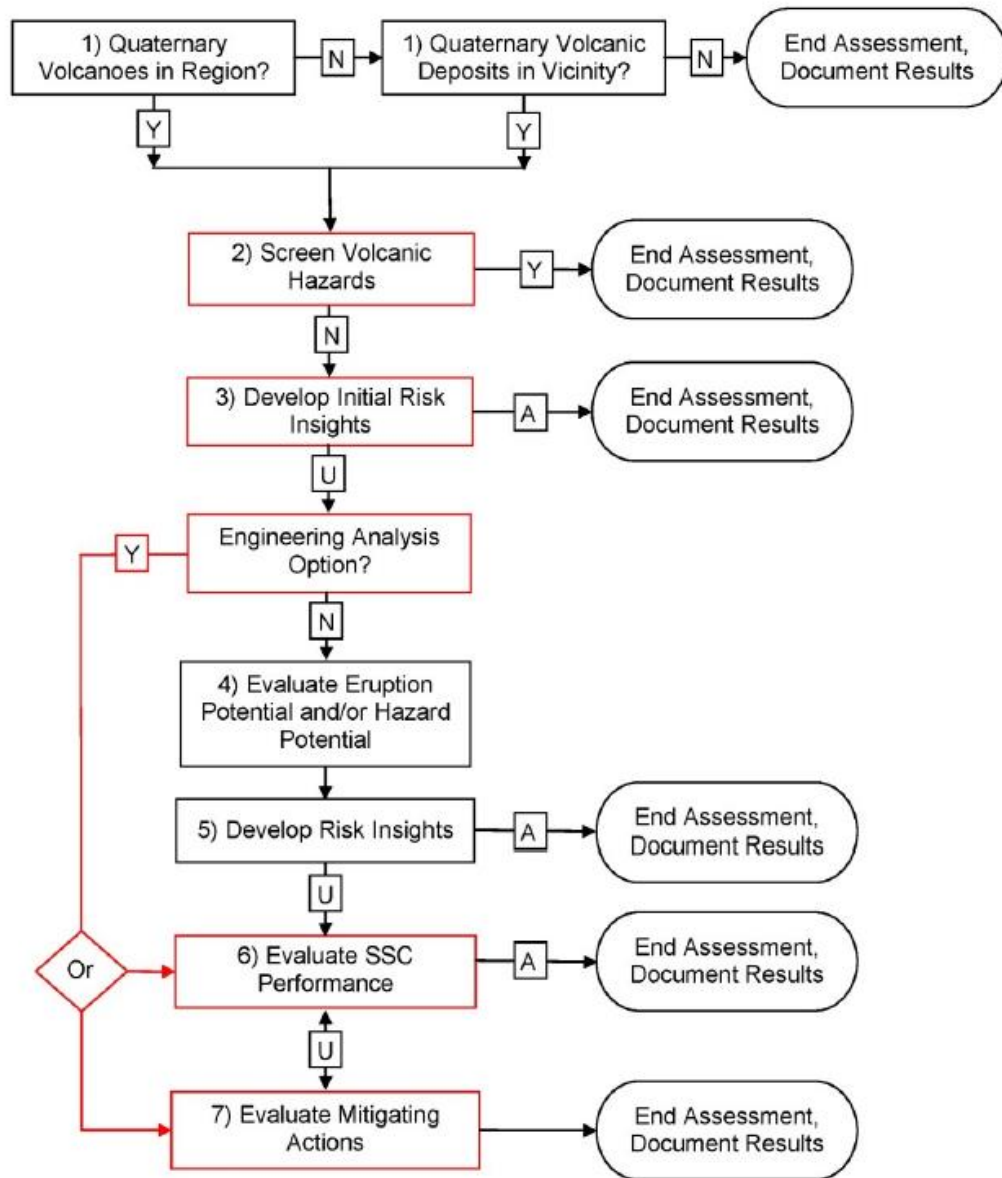 1) Quaternary
Volcanoes in Region?
N
1) Quaternary Volcanic
Deposits in Vicinity?
N
End Assessment,
Document Results
Y
Y
2) Screen Volcanic
Hazards
Y
End Assessment,
Document Results
N
3) Develop Initial Risk
Insights
A
End Assessment,
Document Results
U
Engineering Analysis
Option?
Y
N
4) Evaluate Eruption
Potential and/or Hazard
Potential
5) Develop Risk Insights
A
End Assessment,
Document Results
U
Or
6) Evaluate SSC
Performance
A
End Assessment,
Document Results
U
7) Evaluate Mitigating
Actions
End Assessment,
Document Results